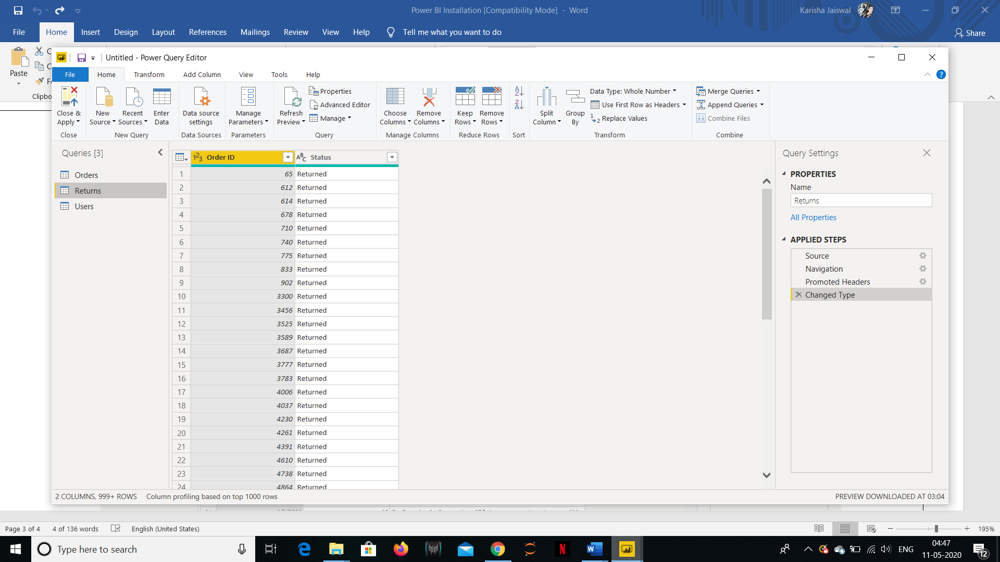 Power BI Installation [Compatibility Mode] - Word
Karisha Jaiswal
File Home Insert Design Layout References Mailings Review View Help Tell me what you want to do
Share
Paste
Clipbo
Untitled - Power Query Editor
File Home Transform Add Column View Tools Help
Close & Apply
New Source
Recent Sources
Enter Data
Data source settings
Manage Parameters
Refresh Preview
Properties
Advanced Editor
Manage
Choose Columns
Remove Columns
Keep Rows
Remove Rows
Split Column
Group By
Data Type: Whole Number
Use First Row as Headers
Replace Values
Merge Queries
Append Queries
Combine Files
Close New Query Data Sources Parameters Query Manage Columns Reduce Rows Sort Transform Combine
Queries [3]
Orders
Returns
Users
Order ID Status
1 65 Returned
2 612 Returned
3 614 Returned
4 678 Returned
5 710 Returned
6 740 Returned
7 775 Returned
8 833 Returned
9 902 Returned
10 3300 Returned
11 3456 Returned
12 3525 Returned
13 3589 Returned
14 3687 Returned
15 3777 Returned
16 3783 Returned
17 4006 Returned
18 4037 Returned
19 4230 Returned
20 4261 Returned
21 4391 Returned
22 4610 Returned
23 4738 Returned
24 4864 Returned
Query Settings
PROPERTIES
Name
Returns
All Properties
APPLIED STEPS
Source
Navigation
Promoted Headers
Changed Type
2 COLUMNS, 999+ ROWS Column profiling based on top 1000 rows
PREVIEW DOWNLOADED AT 03:04
Page 3 of 4 4 of 136 words English (United States)
195%
Type here to search
ENG
04:47
11-05-2020
12